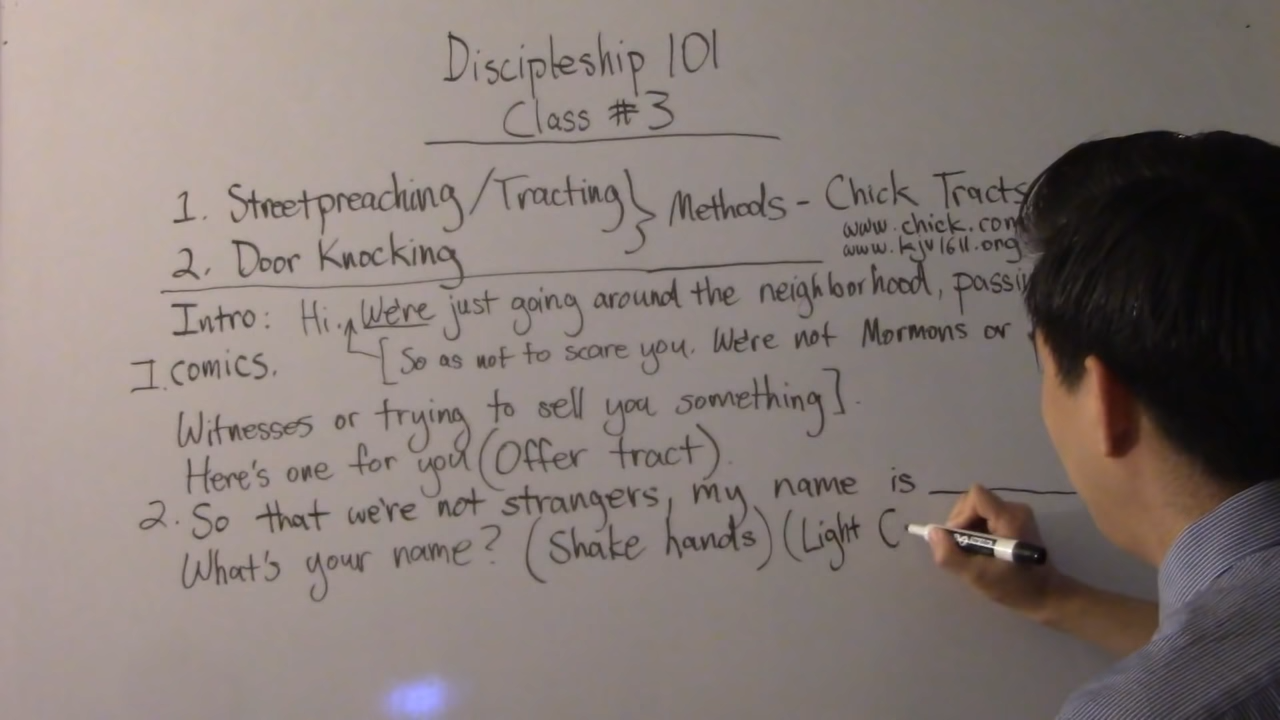 Discipleship 101
Class #3
1. Streetpreaching/Tracting } Methods - Chick Tracts
www.chick.com
2. Door Knocking
www.kjv1611.org
Intro: Hi. We're just going around the neighborhood,
[So as not to scare you. We're not Mormons or
I. comics.
Witnesses or trying to sell you something].
Here's one for you (Offer tract).
2. So that we're not strangers, my name is ______
What's your name? (Shake hands) (Light C